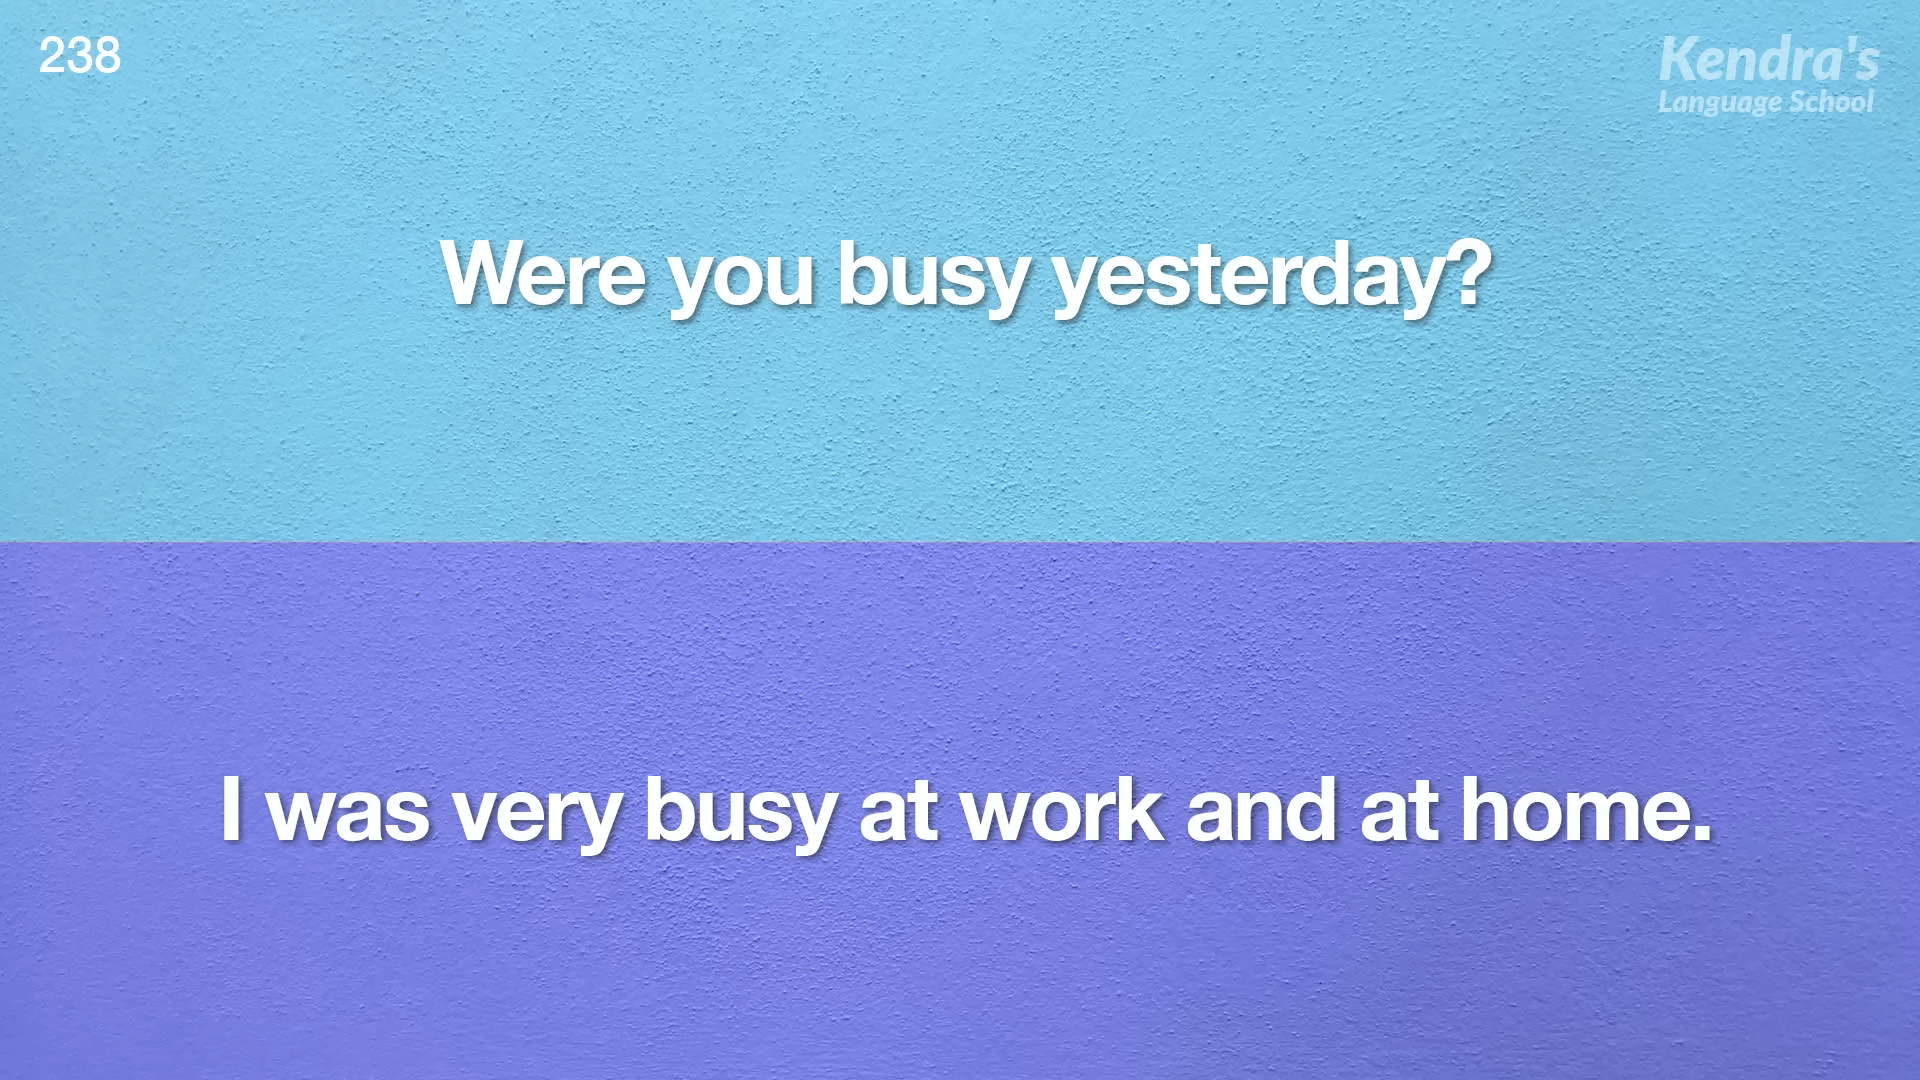 238
Kendra's
Language School
Were you busy yesterday?
I was very busy at work and at home.